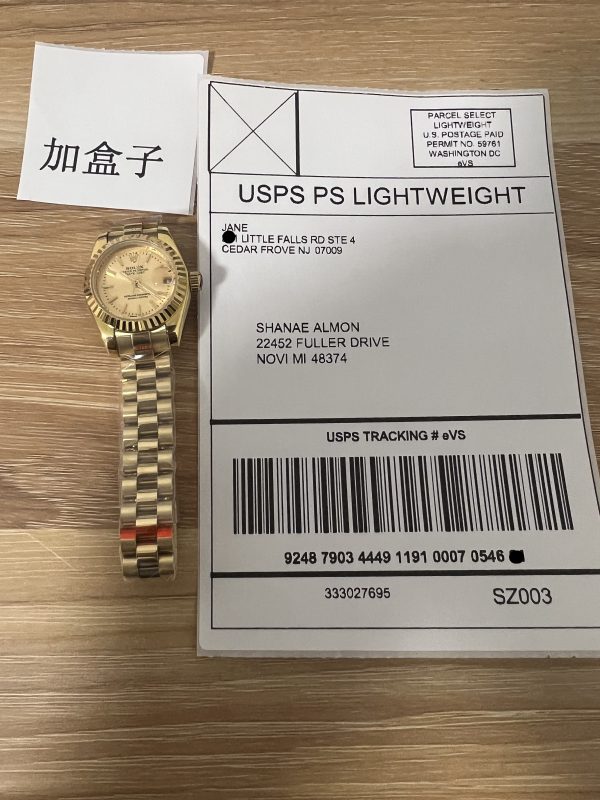 加盒子
PARCEL SELECT
LIGHTWEIGHT
U.S. POSTAGE PAID
PERMIT NO. 59761
WASHINGTON DC
eVS
USPS PS LIGHTWEIGHT
JANE
1 LITTLE FALLS RD STE 4
CEDAR FROVE NJ 07009
SHANAE ALMON
22452 FULLER DRIVE
NOVI MI 48374
USPS TRACKING # eVS
9248 7903 4449 1191 0007 0546
333027695
SZ003